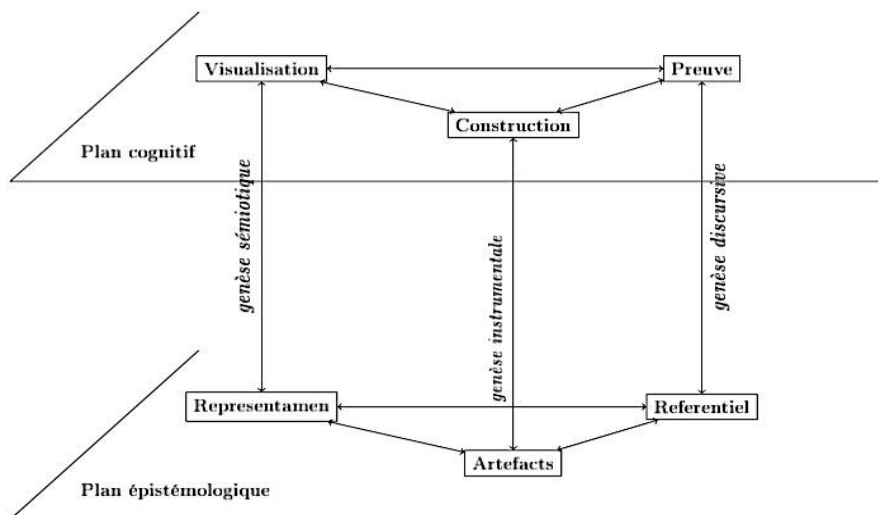 Visualisation
Preuve
Construction
Plan cognitif
genèse sémiotique
genèse instrumentale
genèse discursive
Representamen
Referentiel
Artefacts
Plan épistémologique